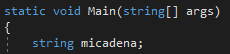 static void Main(string[] args)
{
string micadena;